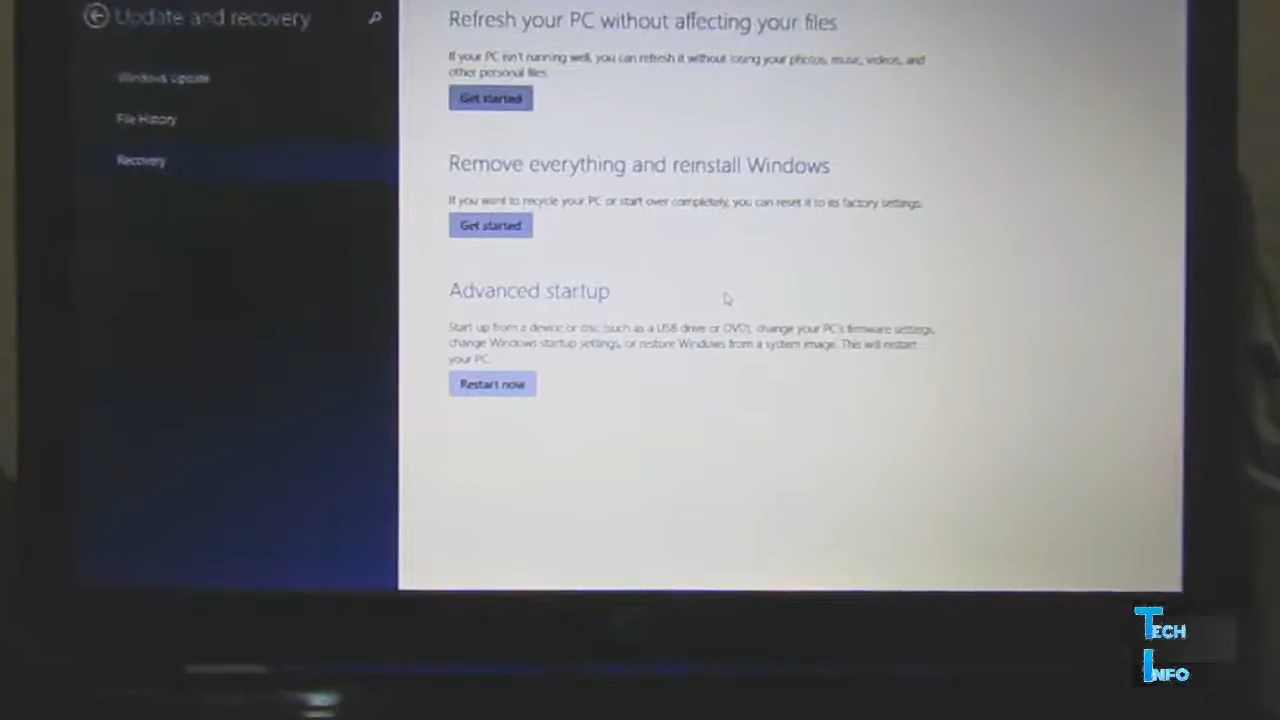 Update and recovery
Windows Update
File History
Recovery
Refresh your PC without affecting your files
If your PC isn't running well, you can refresh it without losing your photos, music, videos, and
other personal files.
Get started
Remove everything and reinstall Windows
If you want to recycle your PC or start over completely, you can reset it to its factory settings.
Get started
Advanced startup
Start up from a device or disc (such as a USB drive or DVD), change your PC's firmware settings,
change Windows startup settings, or restore Windows from a system image. This will restart
your PC.
Restart now
TECH
INFO